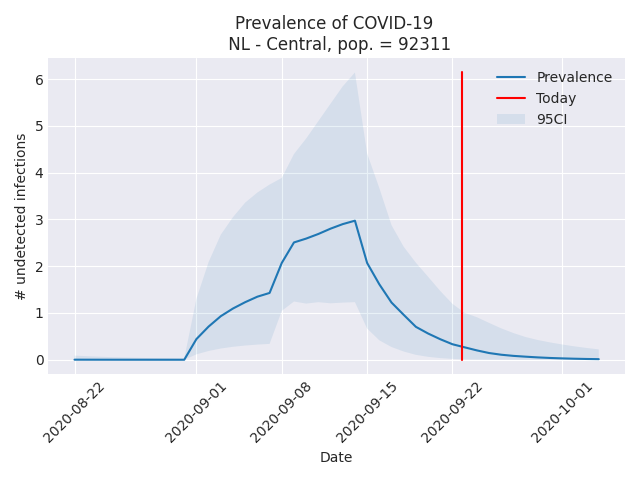 Prevalence of COVID-19
NL - Central, pop. = 92311
# undetected infections
6
5
4
3
2
1
0
Prevalence
Today
95CI
2020-08-22
2020-09-01
2020-09-08
2020-09-15
2020-09-22
2020-10-01
Date